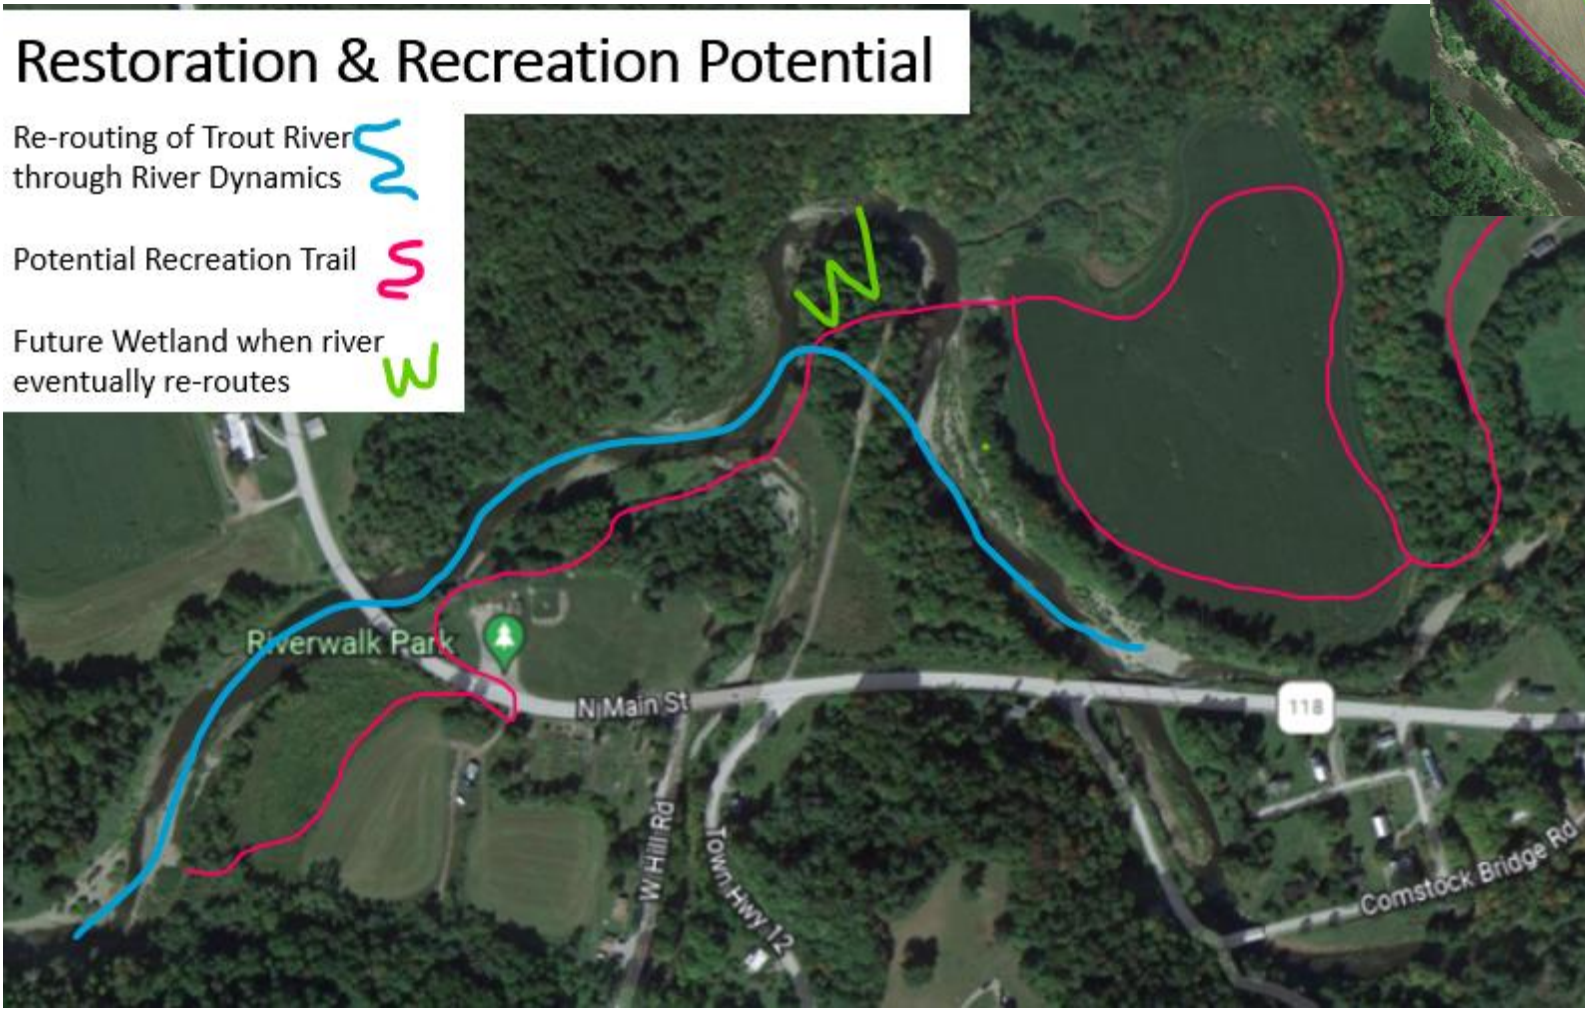 Restoration & Recreation Potential
Re-routing of Trout River
through River Dynamics
Potential Recreation Trail
Future Wetland when river
eventually re-routes
W
W
Riverwalk Park
N Main St
118
W Hill Rd
Town Hwy 12
Comstock Bridge Rd